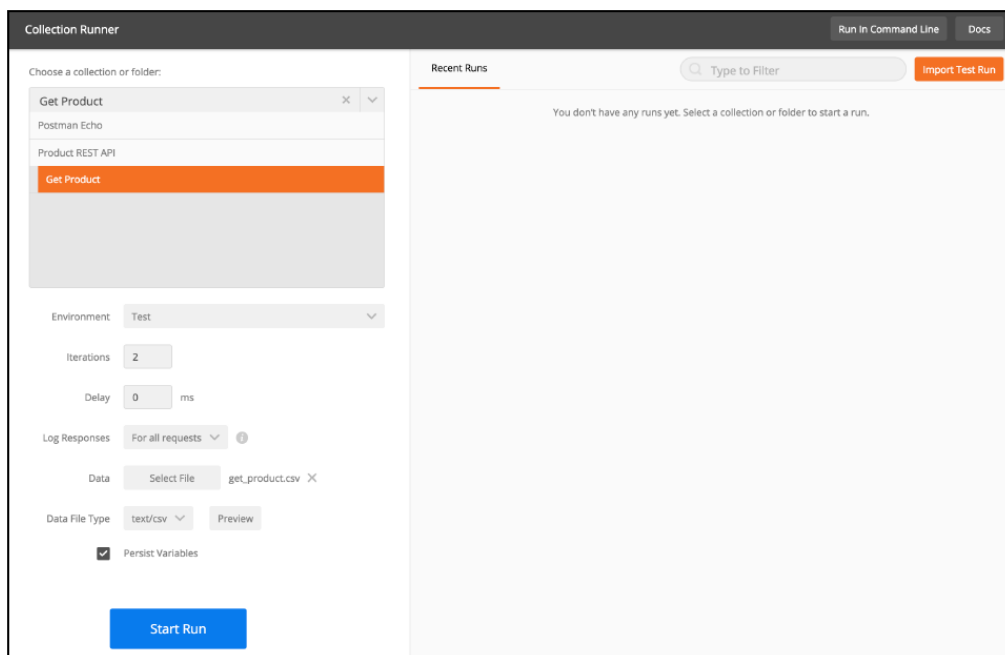 Collection Runner
Run In Command Line
Docs
Choose a collection or folder:
Get Product
Postman Echo
Product REST API
Get Product
Environment Test
Iterations 2
Delay 0 ms
Log Responses For all requests
Data Select File get_product.csv
Data File Type text/csv Preview
Persist Variables
Start Run
Recent Runs
Type to Filter
Import Test Run
You don't have any runs yet. Select a collection or folder to start a run.